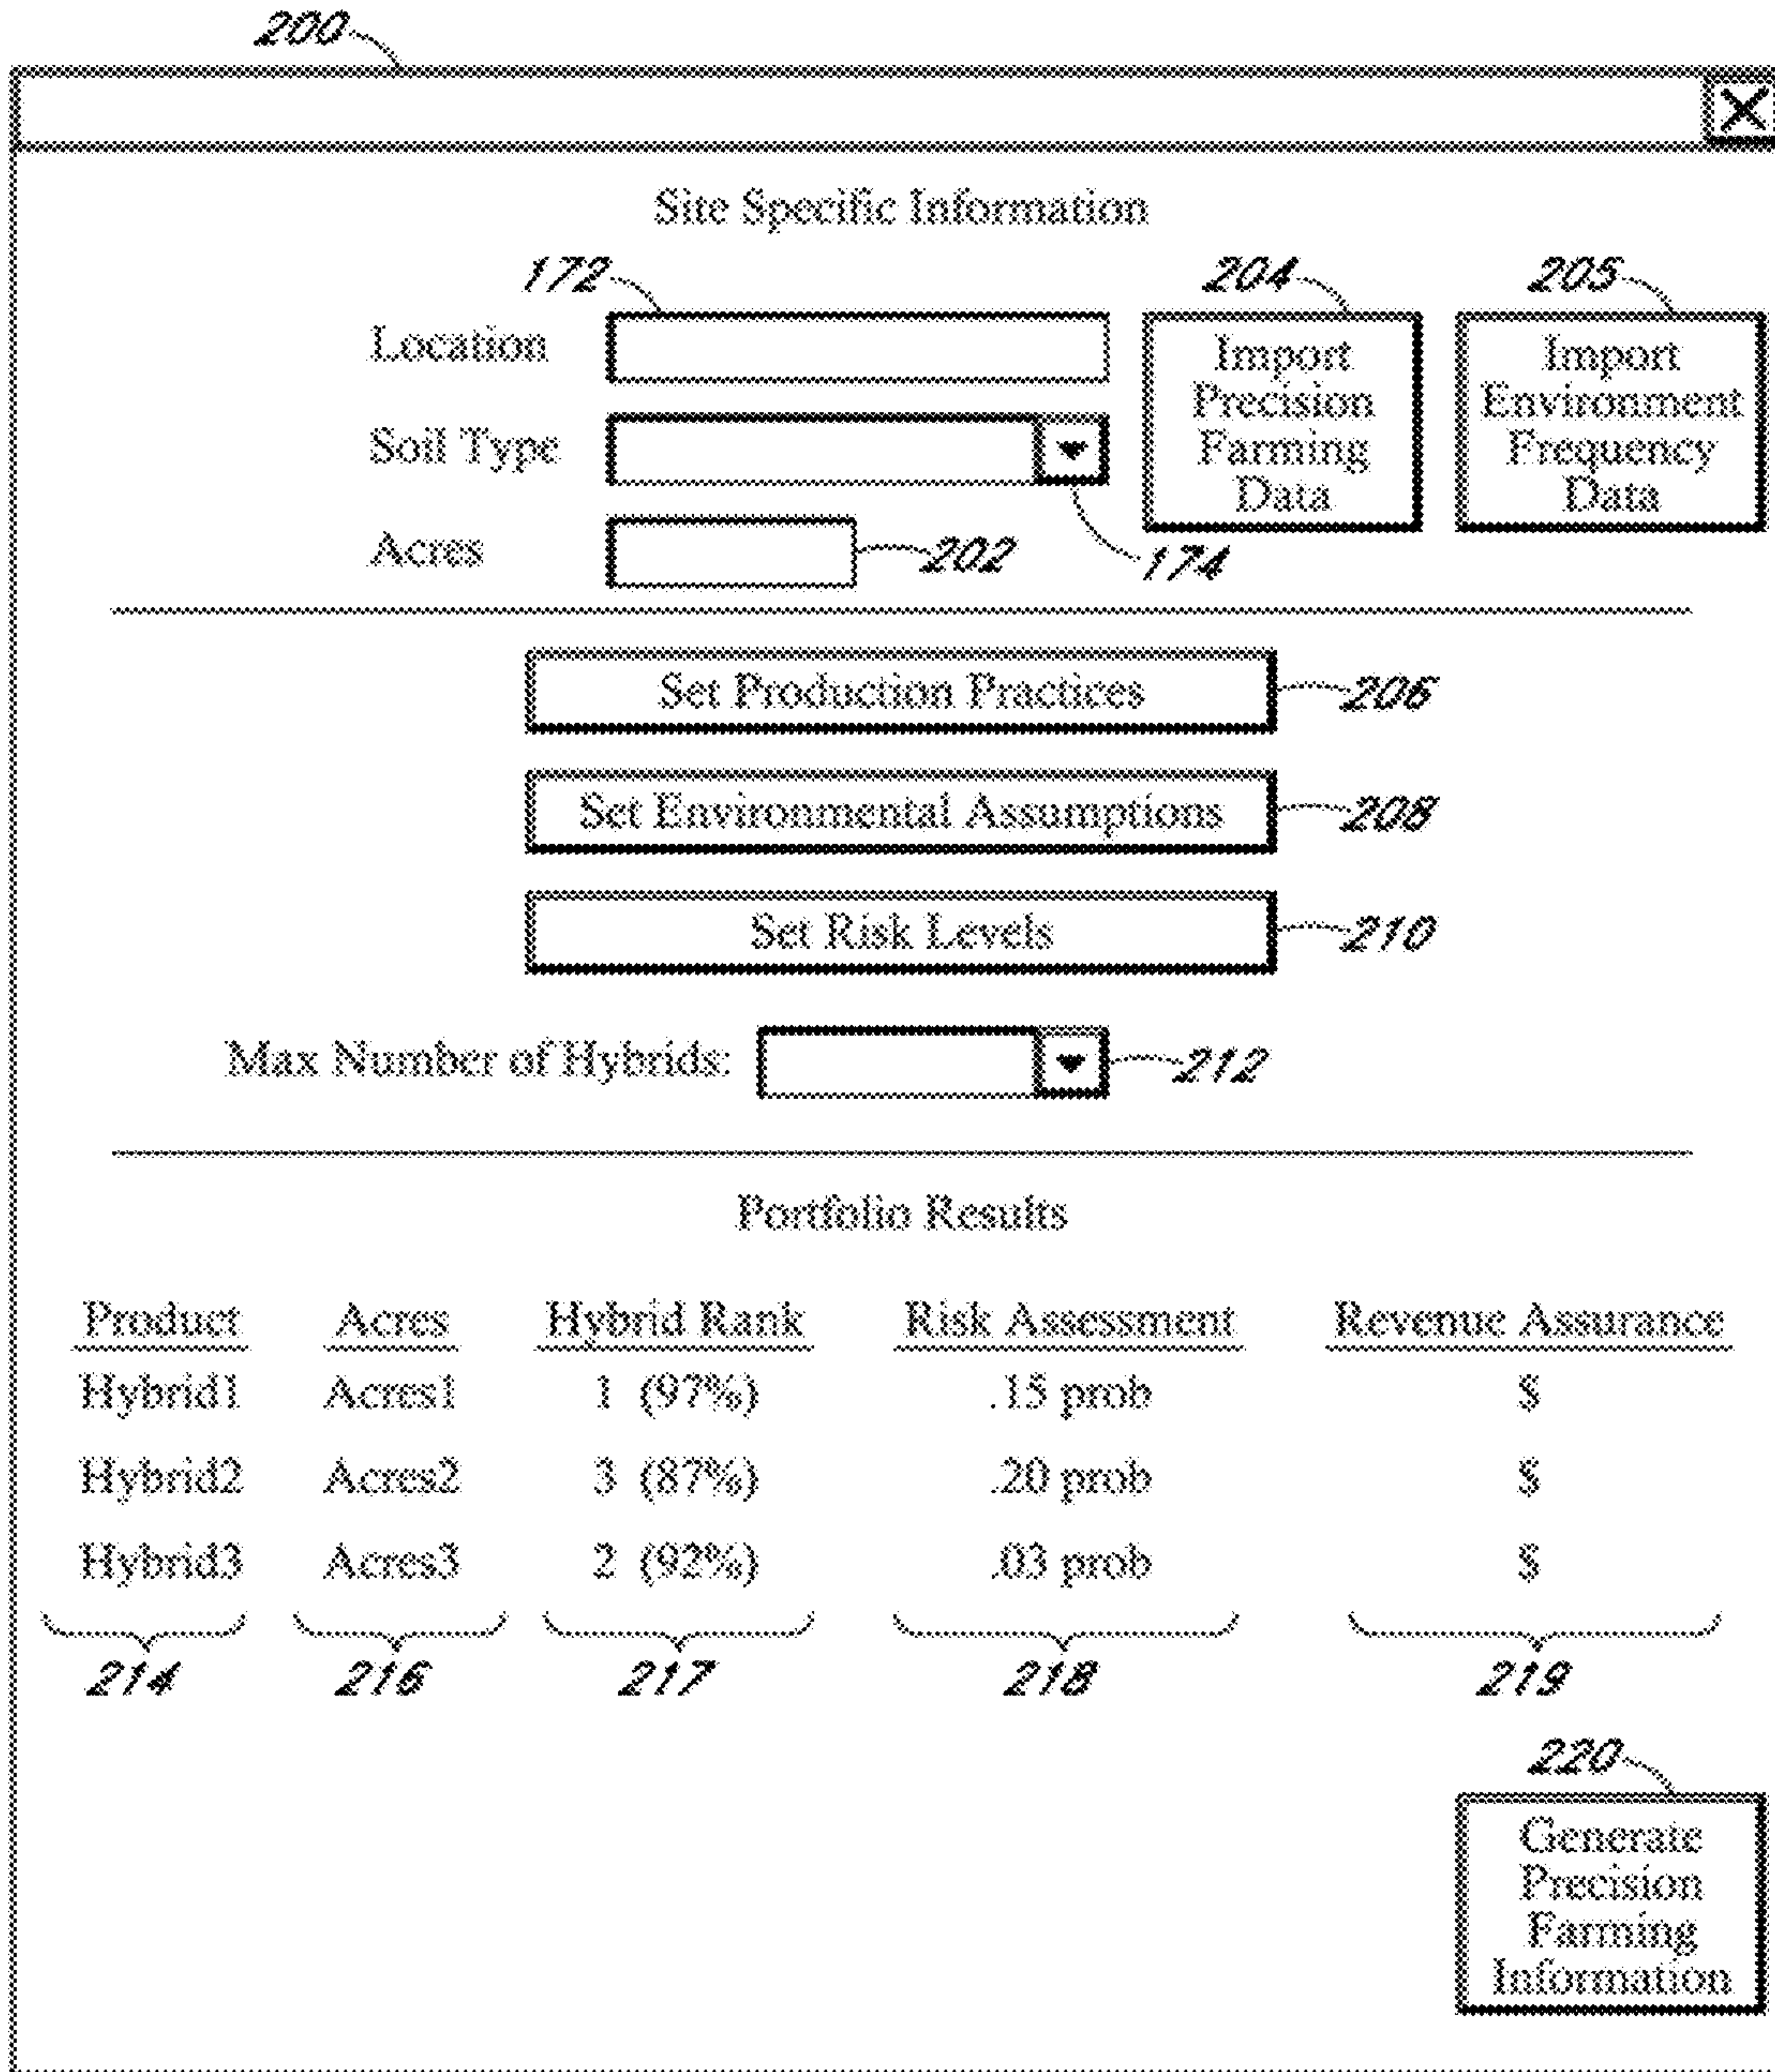 200
X
Site Specific Information
172
204
205
Location
Import
Precision
Farming
Data
Import
Environment
Frequency
Data
Soil Type
174
Acres
202
Set Production Practices
206
Set Environmental Assumptions
208
Set Risk Levels
210
Max Number of Hybrids:
212
Portfolio Results
Product Acres Hybrid Rank Risk Assessment Revenue Assurance
Hybrid1 Acres1 1 (97%) .15 prob $
Hybrid2 Acres2 3 (87%) .20 prob $
Hybrid3 Acres3 2 (92%) .03 prob $
214 216 217 218 219
220
Generate
Precision
Farming
Information